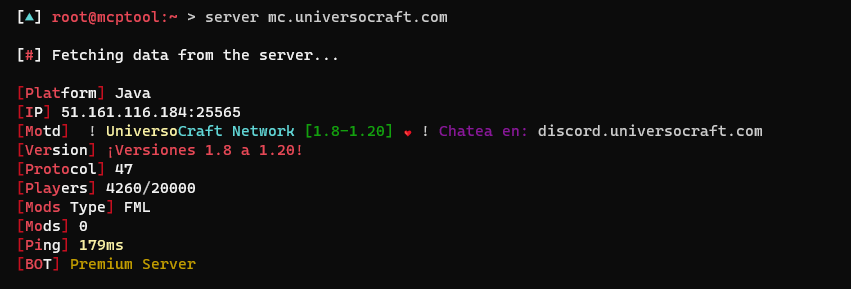 [▲] root@mcptool:~ > server mc.universocraft.com
[#] Fetching data from the server...
[Platform] Java
[IP] 51.161.116.184:25565
[Motd]  ! UniversoCraft Network [1.8-1.20] ❤ ! Chatea en: discord.universocraft.com
[Version] ¡Versiones 1.8 a 1.20!
[Protocol] 47
[Players] 4260/20000
[Mods Type] FML
[Mods] 0
[Ping] 179ms
[BOT] Premium Server